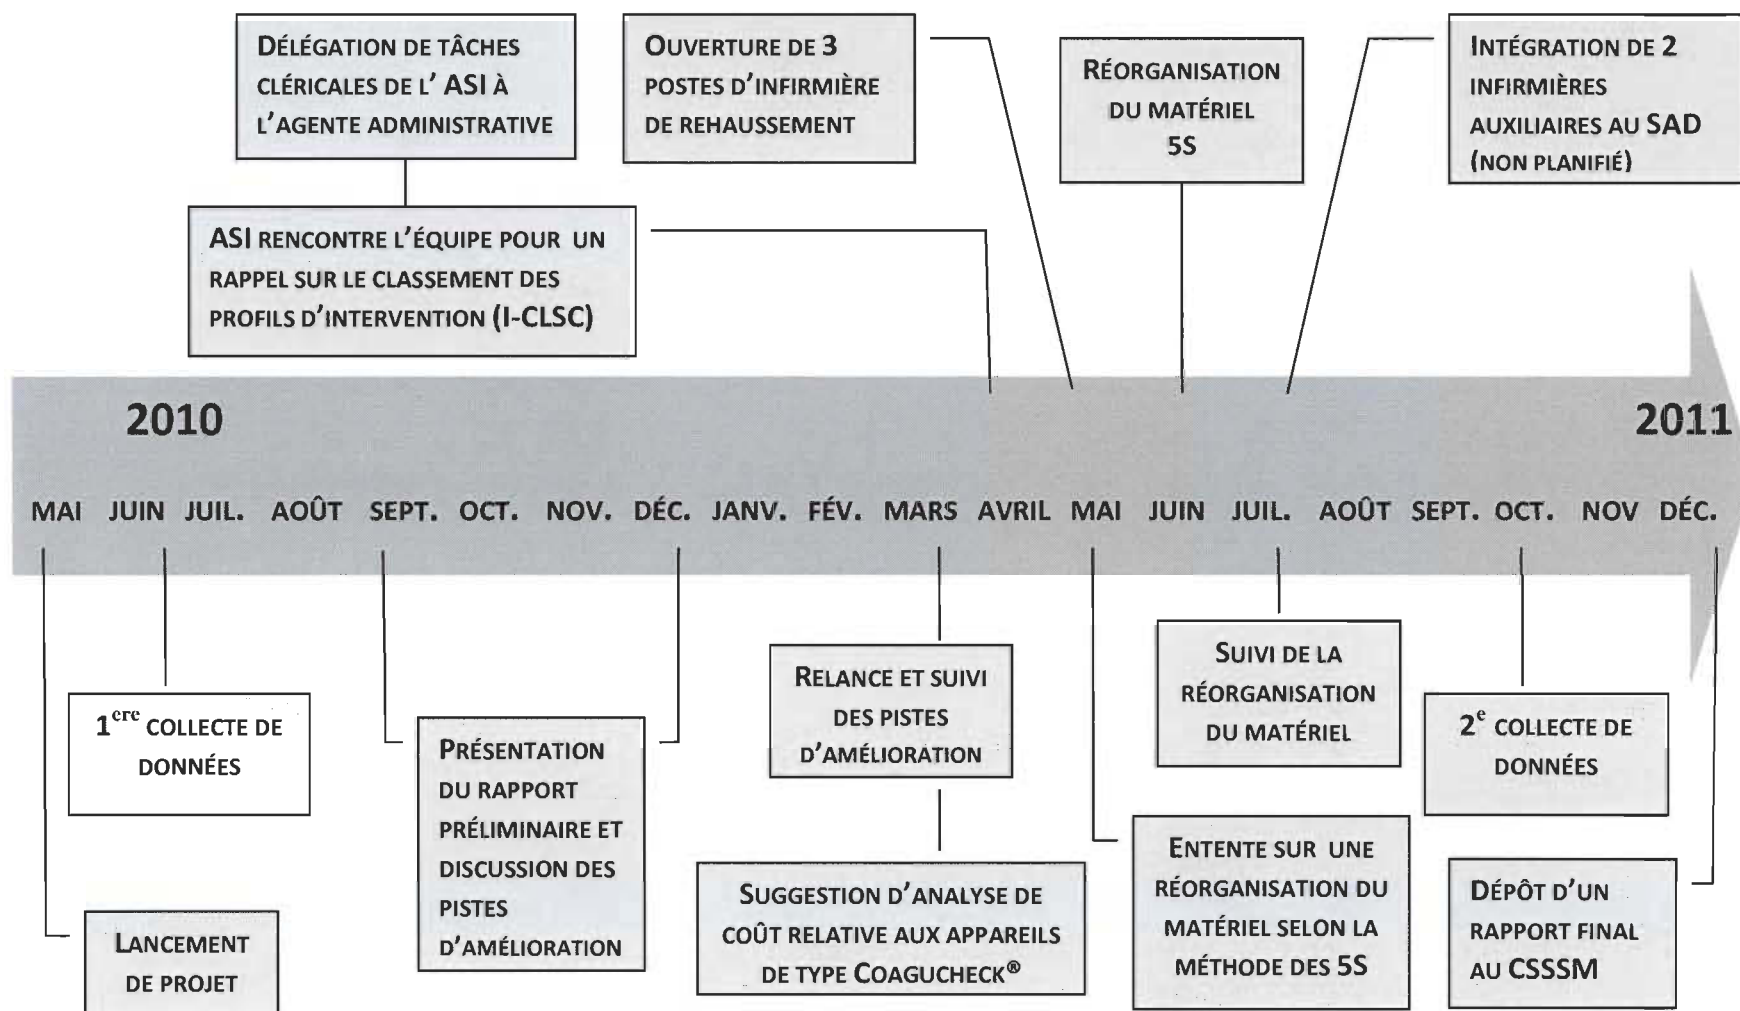 DÉLÉGATION DE TÂCHES
CLÉRICALES DE L' ASI À
L'AGENTE ADMINISTRATIVE
OUVERTURE DE 3
POSTES D'INFIRMIÈRE
DE REHAUSSEMENT
RÉORGANISATION
DU MATÉRIEL
5S
INTÉGRATION DE 2
INFIRMIÈRES
AUXILIAIRES AU SAD
(NON PLANIFIÉ)
ASI RENCONTRE L'ÉQUIPE POUR UN
RAPPEL SUR LE CLASSEMENT DES
PROFILS D'INTERVENTION (I-CLSC)
2010
2011
MAI JUIN JUIL. AOÛT SEPT. OCT. NOV. DÉC. JANV. FÉV. MARS AVRIL MAI JUIN JUIL. AOÛT SEPT. OCT. NOV DÉC.
1ere COLLECTE DE
DONNÉES
LANCEMENT
DE PROJET
PRÉSENTATION
DU RAPPORT
PRÉLIMINAIRE ET
DISCUSSION DES
PISTES
D'AMÉLIORATION
RELANCE ET SUIVI
DES PISTES
D'AMÉLIORATION
SUGGESTION D'ANALYSE DE
COÛT RELATIVE AUX APPAREILS
DE TYPE COAGUCHECK®
SUIVI DE LA
RÉORGANISATION
DU MATÉRIEL
ENTENTE SUR UNE
RÉORGANISATION DU
MATÉRIEL SELON LA
MÉTHODE DES 5S
2e COLLECTE DE
DONNÉES
DÉPÔT D'UN
RAPPORT FINAL
AU CSSSM